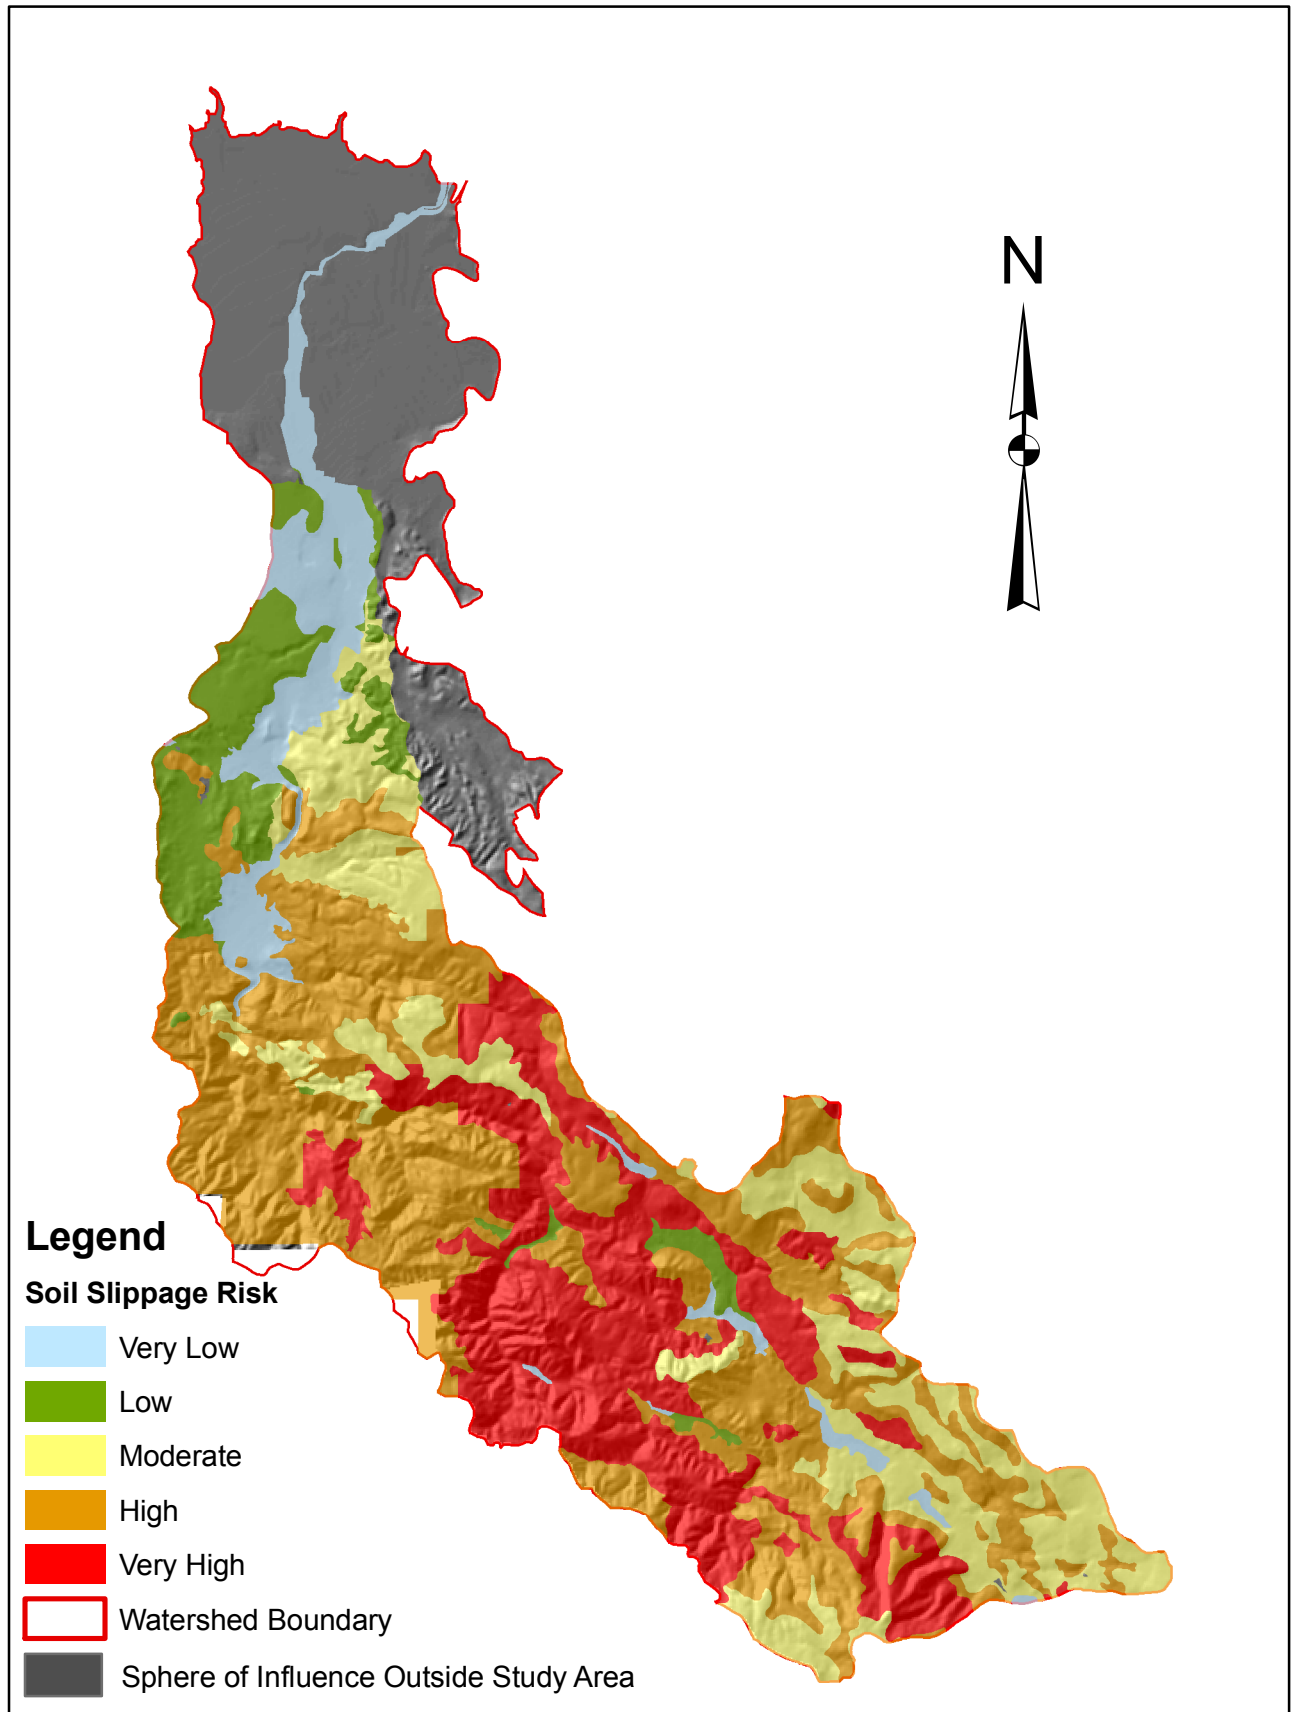 N
Legend
Soil Slippage Risk
Very Low
Low
Moderate
High
Very High
Watershed Boundary
Sphere of Influence Outside Study Area